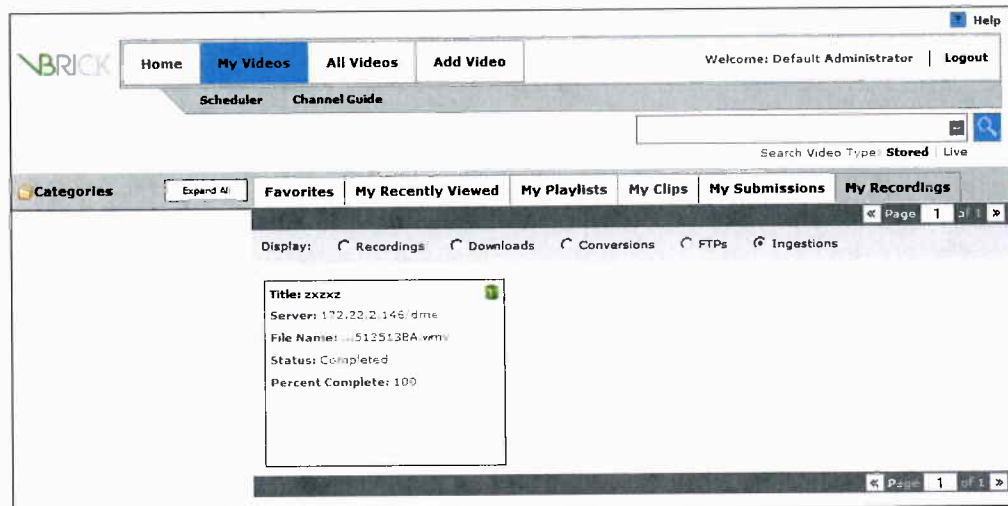 ? Help
VBRICK Home My Videos All Videos Add Video Welcome: Default Administrator | Logout
Scheduler Channel Guide
Search Video Type: Stored | Live
Categories Expand All Favorites My Recently Viewed My Playlists My Clips My Submissions My Recordings
« Page 1 of 1 »
Display: Recordings Downloads Conversions FTPs Ingestions
Title: zxzxz
Server: 172.22.2.146/dme
File Name: ...512513BA.wmv
Status: Completed
Percent Complete: 100
« Page 1 of 1 »